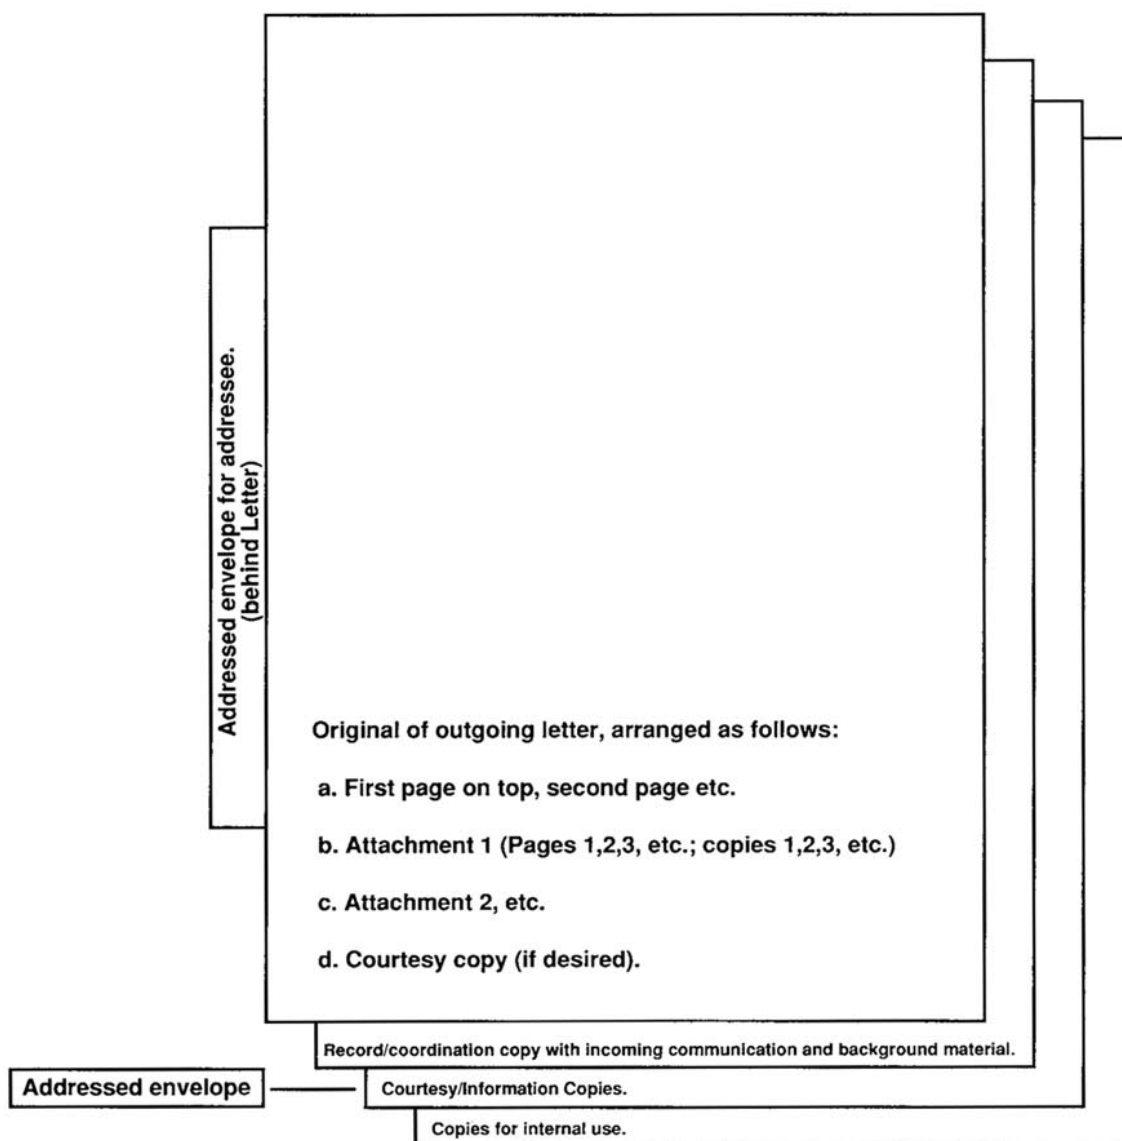 Addressed envelope for addressee.
(behind Letter)
Original of outgoing letter, arranged as follows:
a. First page on top, second page etc.
b. Attachment 1 (Pages 1,2,3, etc.; copies 1,2,3, etc.)
c. Attachment 2, etc.
d. Courtesy copy (if desired).
Record/coordination copy with incoming communication and background material.
Addressed envelope
Courtesy/Information Copies.
Copies for internal use.